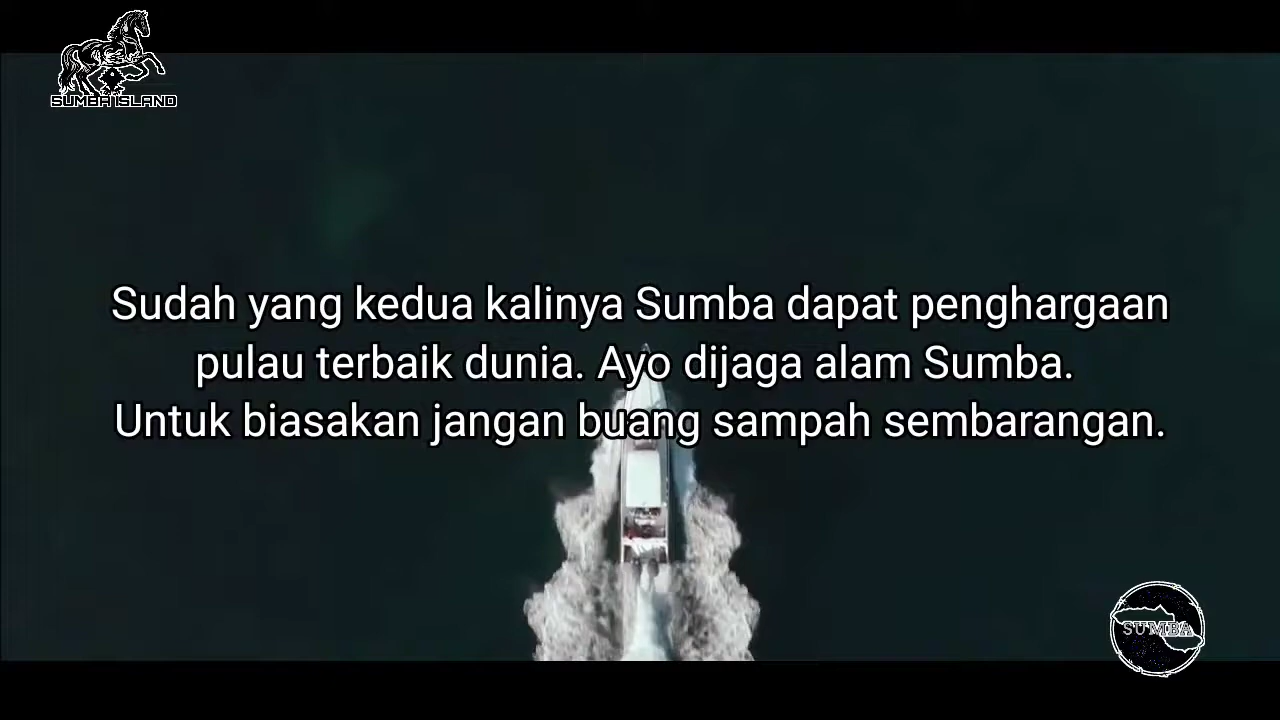 SUMBA ISLAND
Sudah yang kedua kalinya Sumba dapat penghargaan
pulau terbaik dunia. Ayo dijaga alam Sumba.
Untuk biasakan jangan buang sampah sembarangan.
SUMBA